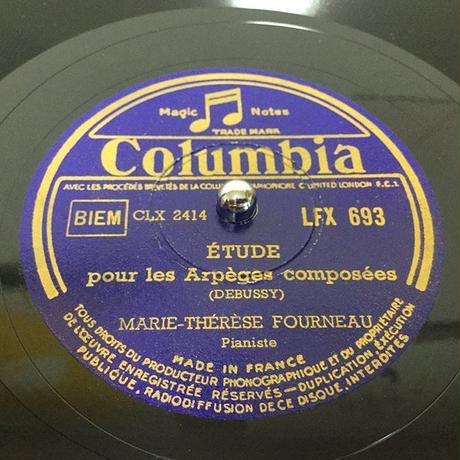 Magic Notes
TRADE MARK
Columbia
AVEC LES PROCÉDÉS BREVETÉS DE LA COLUMBIA GRAPHOPHONE Cº LIMITED LONDON E.C.1.
BIEM CLX 2414 LFX 693
ÉTUDE
pour les Arpèges composées
(DEBUSSY)
MARIE-THÉRÈSE FOURNEAU
Pianiste
MADE IN FRANCE
TOUS DROITS DU PRODUCTEUR PHONOGRAPHIQUE ET DU PROPRIÉTAIRE
DE L'ŒUVRE ENREGISTRÉE RÉSERVÉS—DUPLICATION EXÉCUTION
PUBLIQUE, RADIODIFFUSION DE CE DISQUE, INTERDITES